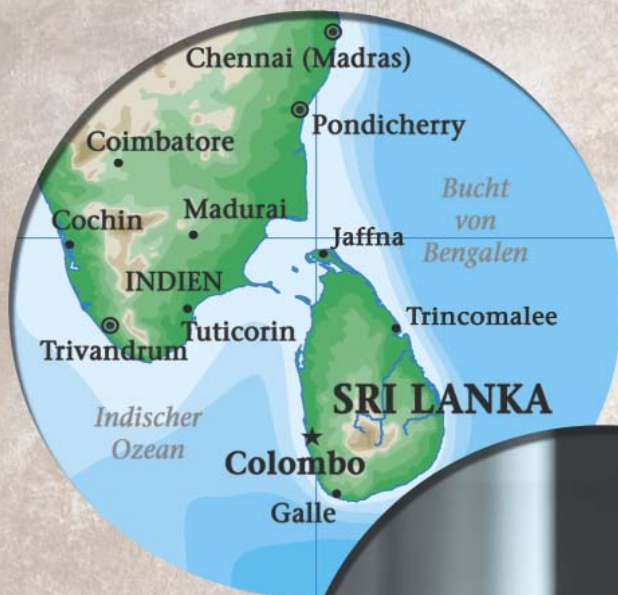 Chennai (Madras)
Pondicherry
Coimbatore
Bucht
von
Bengalen
Madurai
Cochin
Jaffna
INDIEN
Trincomalee
Tuticorin
Trivandrum
SRI LANKA
Indischer
Ozean
Colombo
Galle